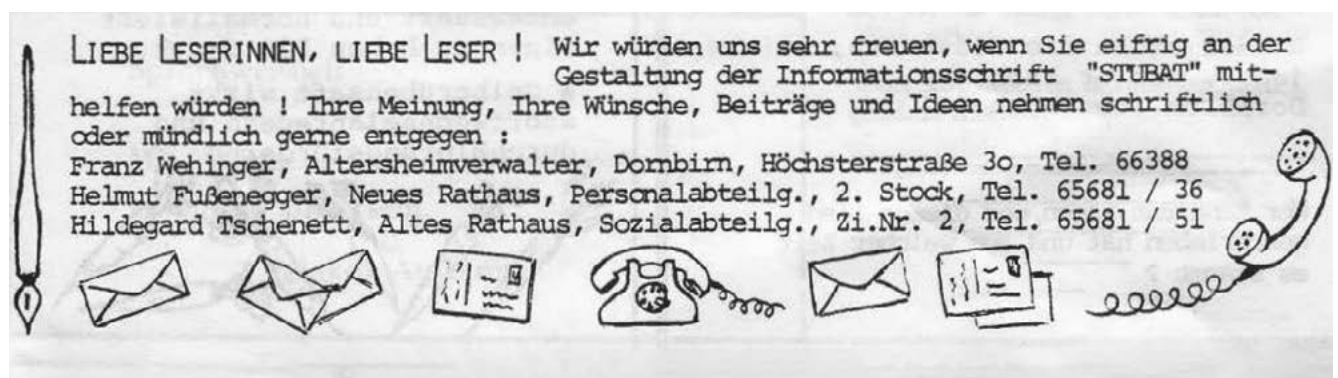 LIEBE LESERINNEN, LIEBE LESER ! Wir würden uns sehr freuen, wenn Sie eifrig an der
Gestaltung der Informationsschrift "STUBAT" mit-
helfen würden ! Ihre Meinung, Ihre Wünsche, Beiträge und Ideen nehmen schriftlich
oder mündlich gerne entgegen :
Franz Wehinger, Altersheimverwalter, Dornbirn, Höchsterstraße 3o, Tel. 66388
Helmut Fußenegger, Neues Rathaus, Personalabteilg., 2. Stock, Tel. 65681 / 36
Hildegard Tschenett, Altes Rathaus, Sozialabteilg., Zi.Nr. 2, Tel. 65681 / 51